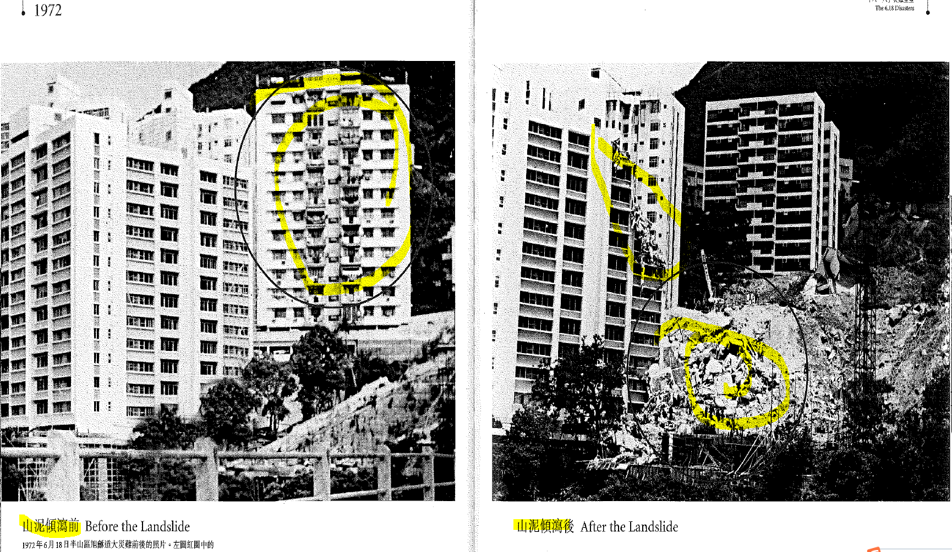 1972
The 6.18 Disasters
山泥傾瀉前 Before the Landslide
1972年6月18日半山區旭龢道大災難前後的照片。左圖紅圈中的
山泥傾瀉後 After the Landslide